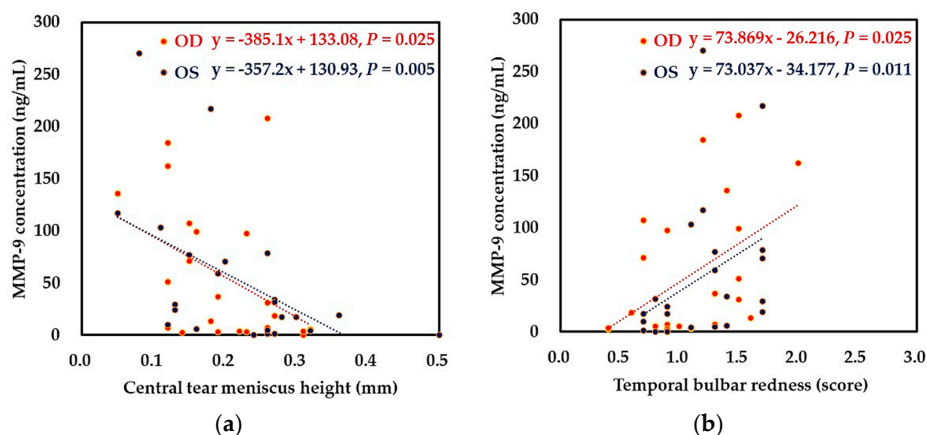 300
250
200
150
100
50
0
MMP-9 concentration (ng/mL)
OD y = -385.1x + 133.08, P = 0.025
OS y = -357.2x + 130.93, P = 0.005
0.0 0.1 0.2 0.3 0.4 0.5
Central tear meniscus height (mm)
(a)
300
250
200
150
100
50
0
MMP-9 concentration (ng/mL)
OD y = 73.869x - 26.216, P = 0.025
OS y = 73.037x - 34.177, P = 0.011
0.0 0.5 1.0 1.5 2.0 2.5 3.0
Temporal bulbar redness (score)
(b)